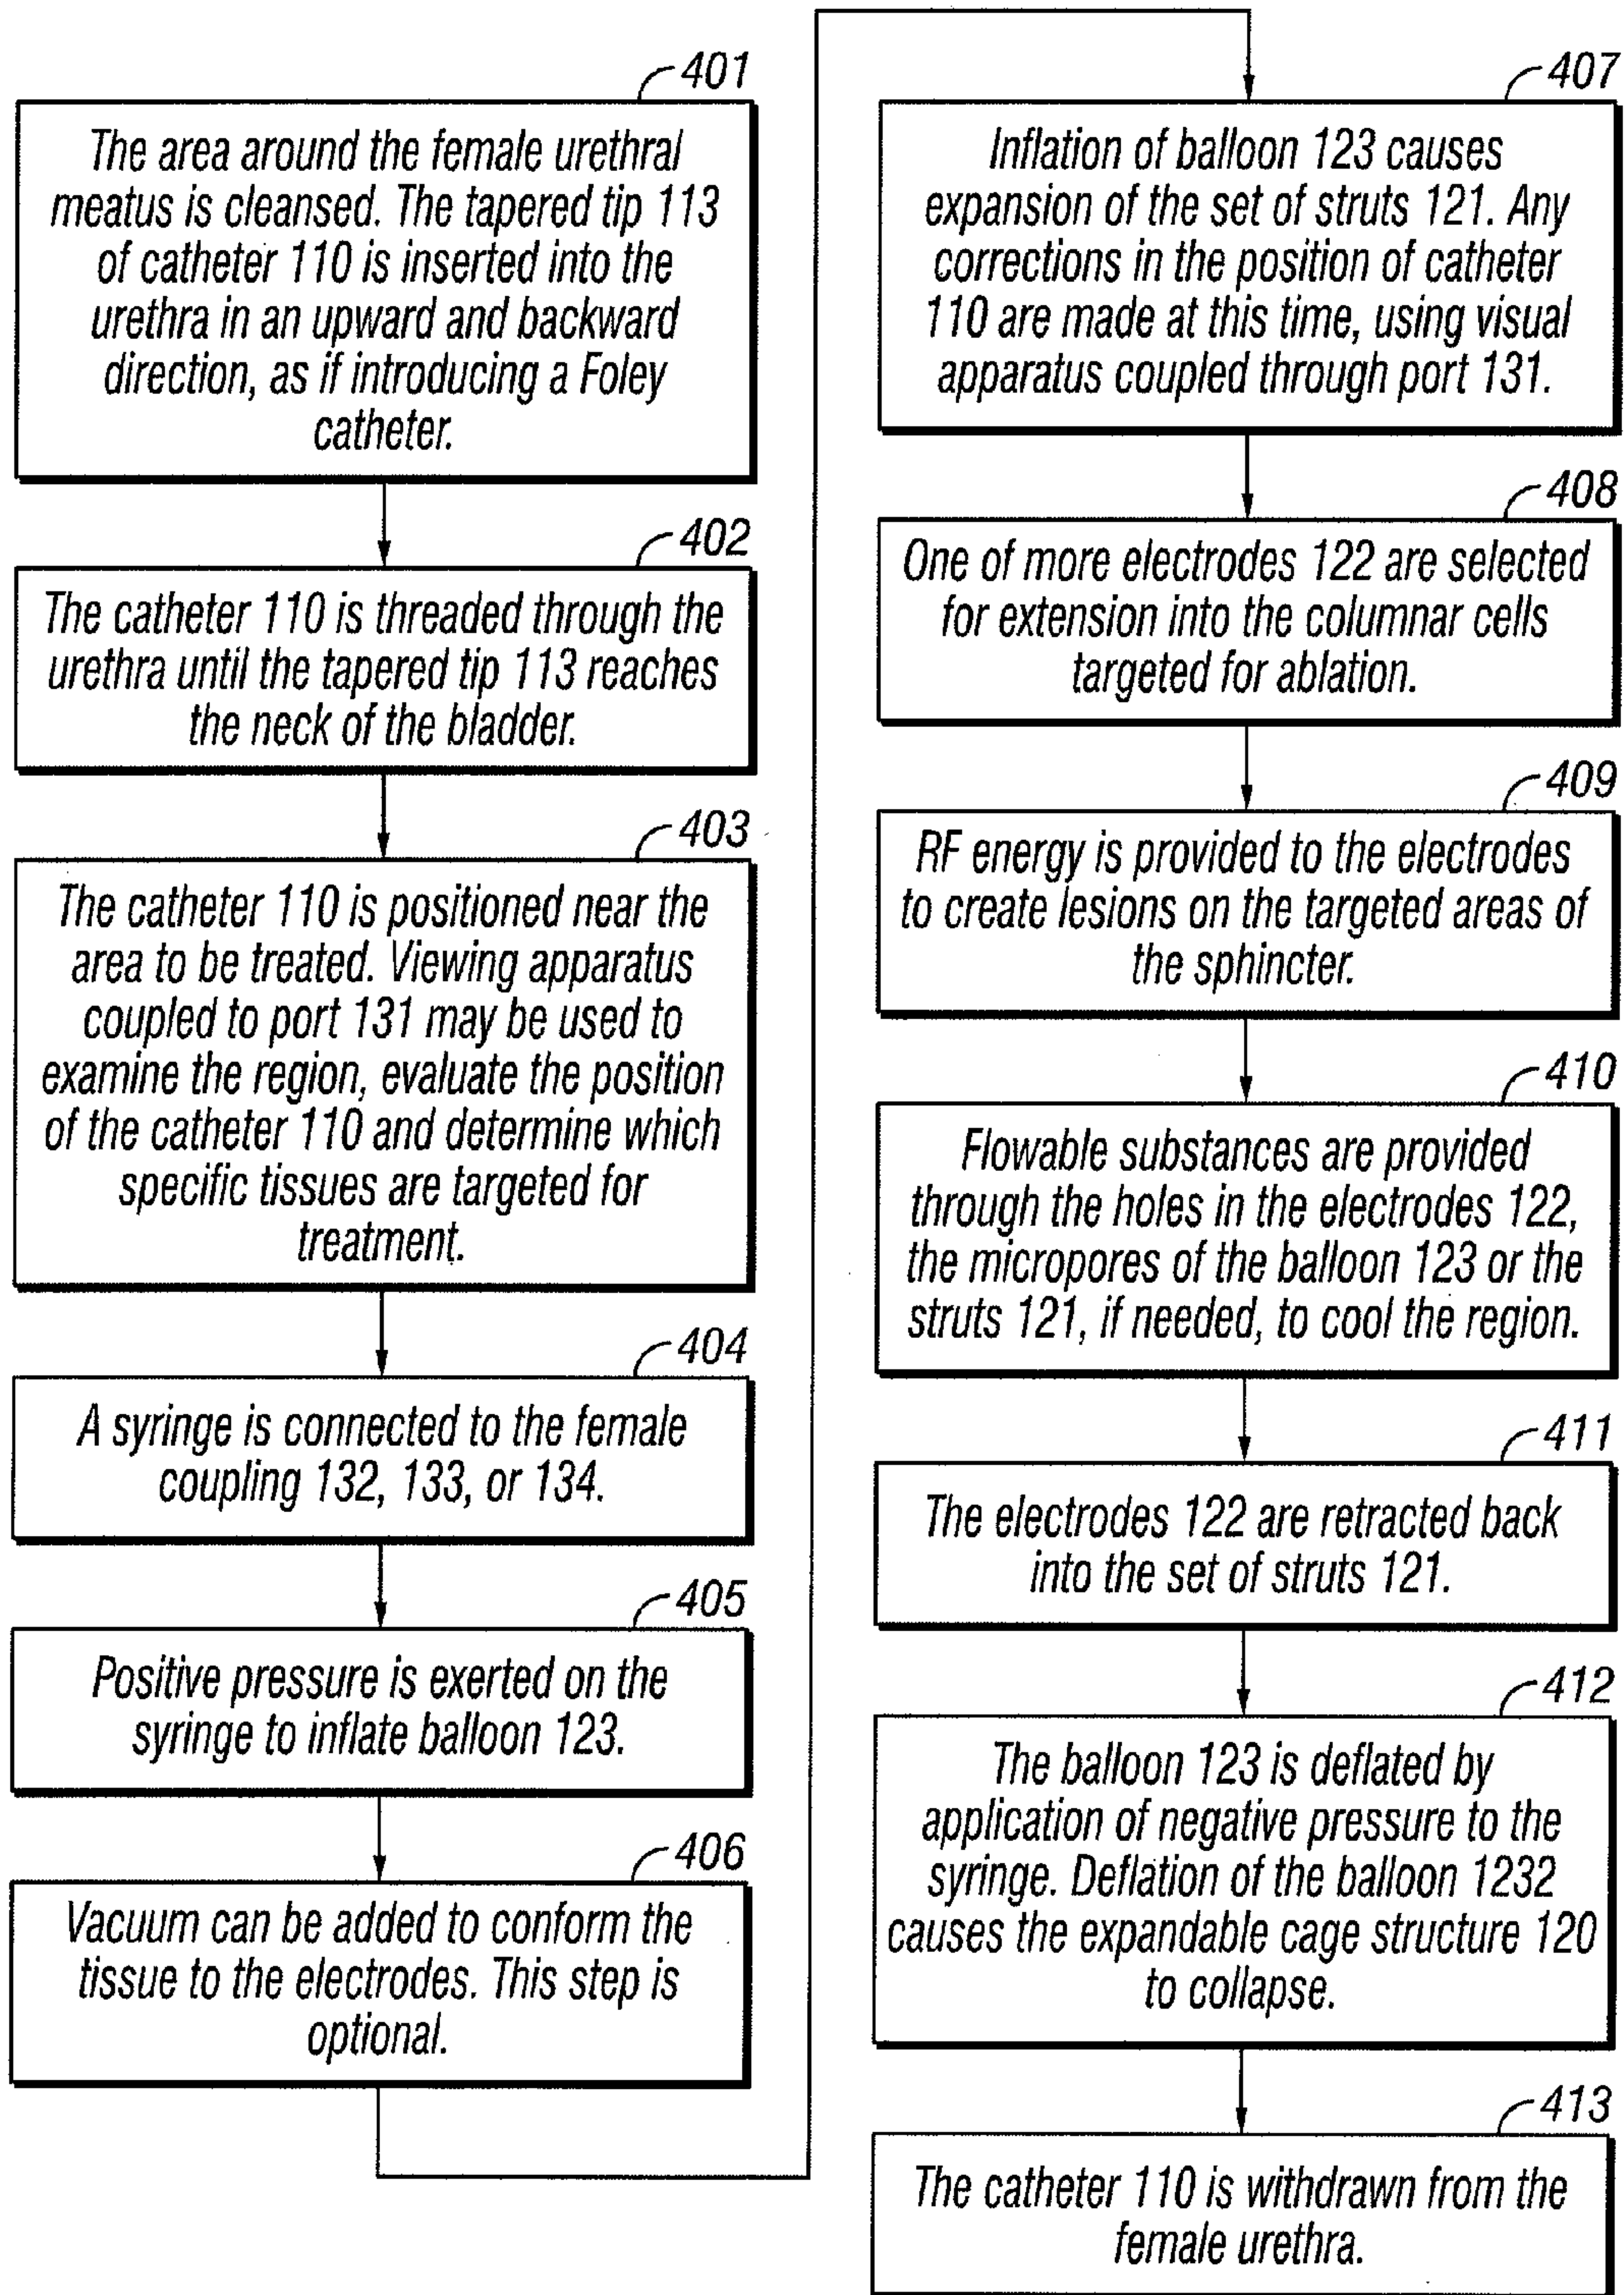 401
The area around the female urethral
meatus is cleansed. The tapered tip 113
of catheter 110 is inserted into the
urethra in an upward and backward
direction, as if introducing a Foley
catheter.
402
The catheter 110 is threaded through the
urethra until the tapered tip 113 reaches
the neck of the bladder.
403
The catheter 110 is positioned near the
area to be treated. Viewing apparatus
coupled to port 131 may be used to
examine the region, evaluate the position
of the catheter 110 and determine which
specific tissues are targeted for
treatment.
404
A syringe is connected to the female
coupling 132, 133, or 134.
405
Positive pressure is exerted on the
syringe to inflate balloon 123.
406
Vacuum can be added to conform the
tissue to the electrodes. This step is
optional.
407
Inflation of balloon 123 causes
expansion of the set of struts 121. Any
corrections in the position of catheter
110 are made at this time, using visual
apparatus coupled through port 131.
408
One of more electrodes 122 are selected
for extension into the columnar cells
targeted for ablation.
409
RF energy is provided to the electrodes
to create lesions on the targeted areas of
the sphincter.
410
Flowable substances are provided
through the holes in the electrodes 122,
the micropores of the balloon 123 or the
struts 121, if needed, to cool the region.
411
The electrodes 122 are retracted back
into the set of struts 121.
412
The balloon 123 is deflated by
application of negative pressure to the
syringe. Deflation of the balloon 1232
causes the expandable cage structure 120
to collapse.
413
The catheter 110 is withdrawn from the
female urethra.